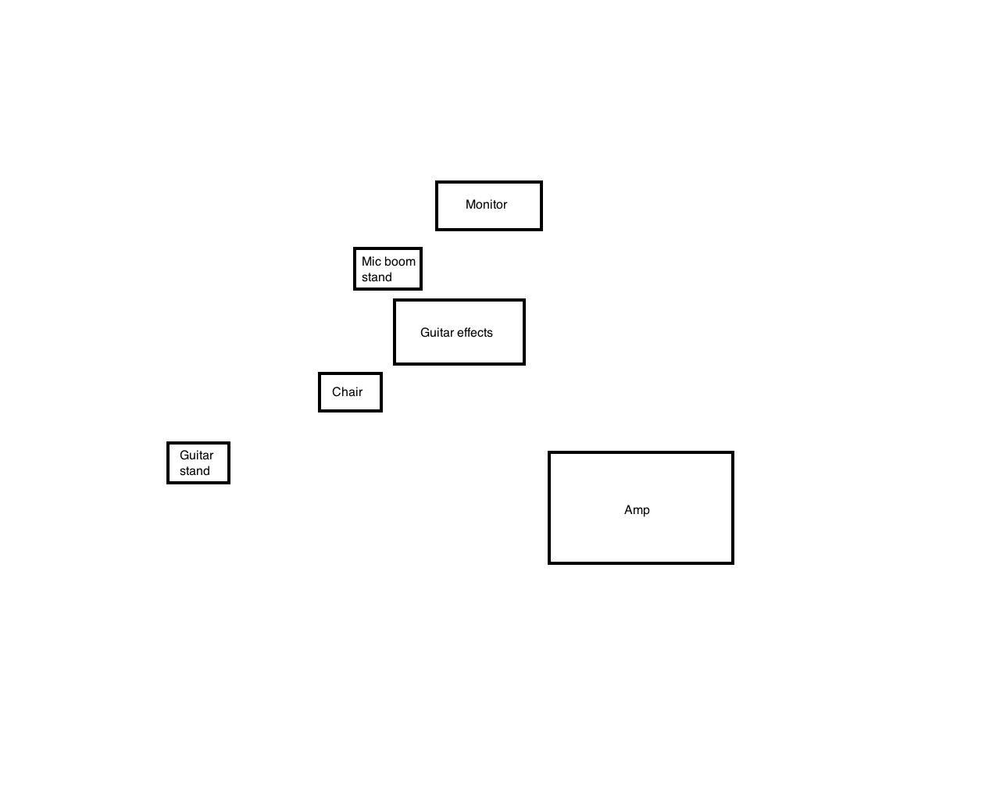 Monitor
Mic boom
stand
Guitar effects
Chair
Guitar
stand
Amp